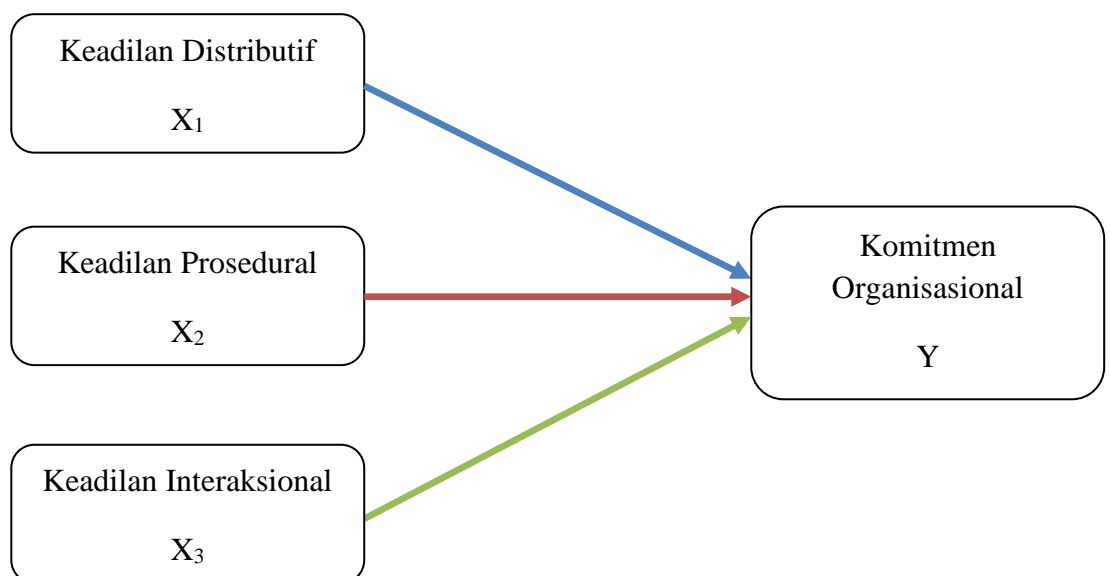 Keadilan Distributif
X₁
Keadilan Prosedural
X₂
Keadilan Interaksional
X₃
Komitmen
Organisasional
Y